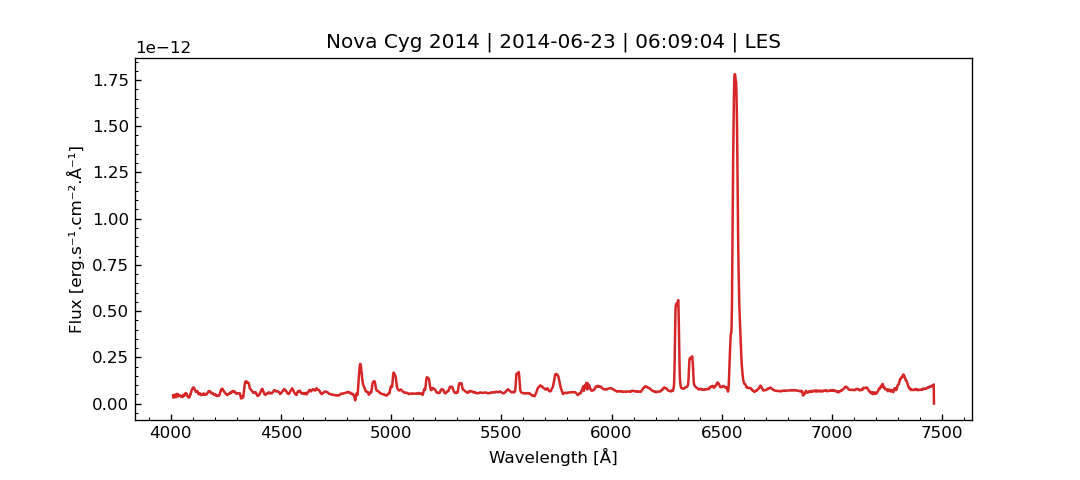 Nova Cyg 2014 | 2014-06-23 | 06:09:04 | LES
1e−12
1.75
1.50
1.25
1.00
0.75
0.50
0.25
0.00
Flux [erg.s⁻¹.cm⁻².Å⁻¹]
4000 4500 5000 5500 6000 6500 7000 7500
Wavelength [Å]